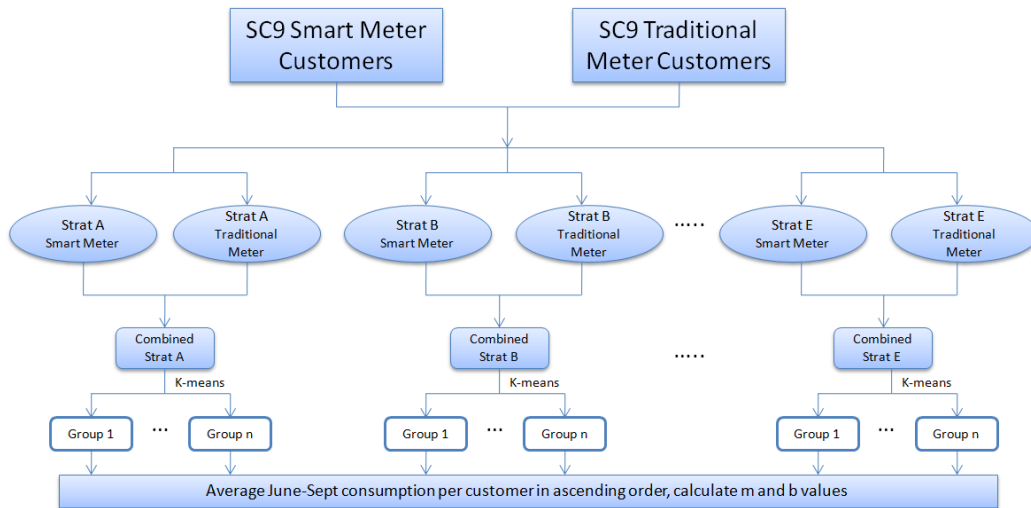 SC9 Smart Meter
Customers
SC9 Traditional
Meter Customers
Strat A
Smart Meter
Strat A
Traditional
Meter
Strat B
Smart Meter
Strat B
Traditional
Meter
.....
Strat E
Smart Meter
Strat E
Traditional
Meter
Combined
Strat A
Combined
Strat B
.....
Combined
Strat E
K-means
K-means
K-means
Group 1
...
Group n
Group 1
...
Group n
Group 1
...
Group n
Average June-Sept consumption per customer in ascending order, calculate m and b values